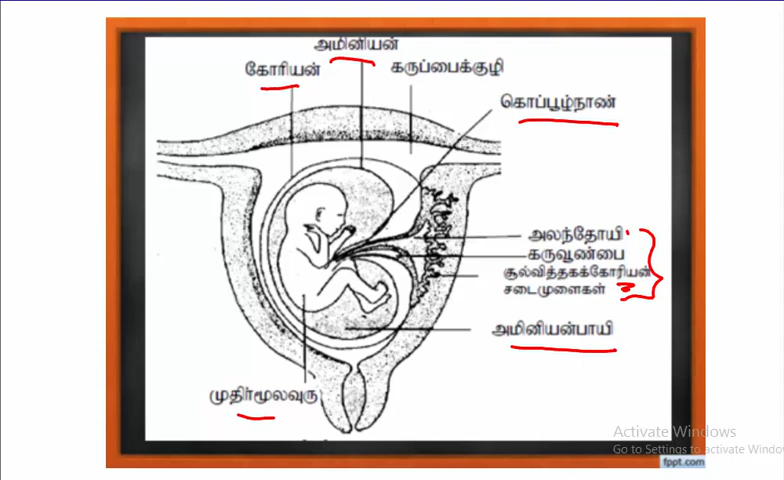 அமினியன்
கோரியன்
கருப்பைக்குழி
கொப்பூழ்நாண்
அலந்தோயி
கருவூண்பை
சூல்வித்தகக்கோரியன்
சடைமுளைகள்
அமினியன்பாயி
முதிர்மூலவுரு
Activate Windows
Go to Settings to activate Windo
fppt.com